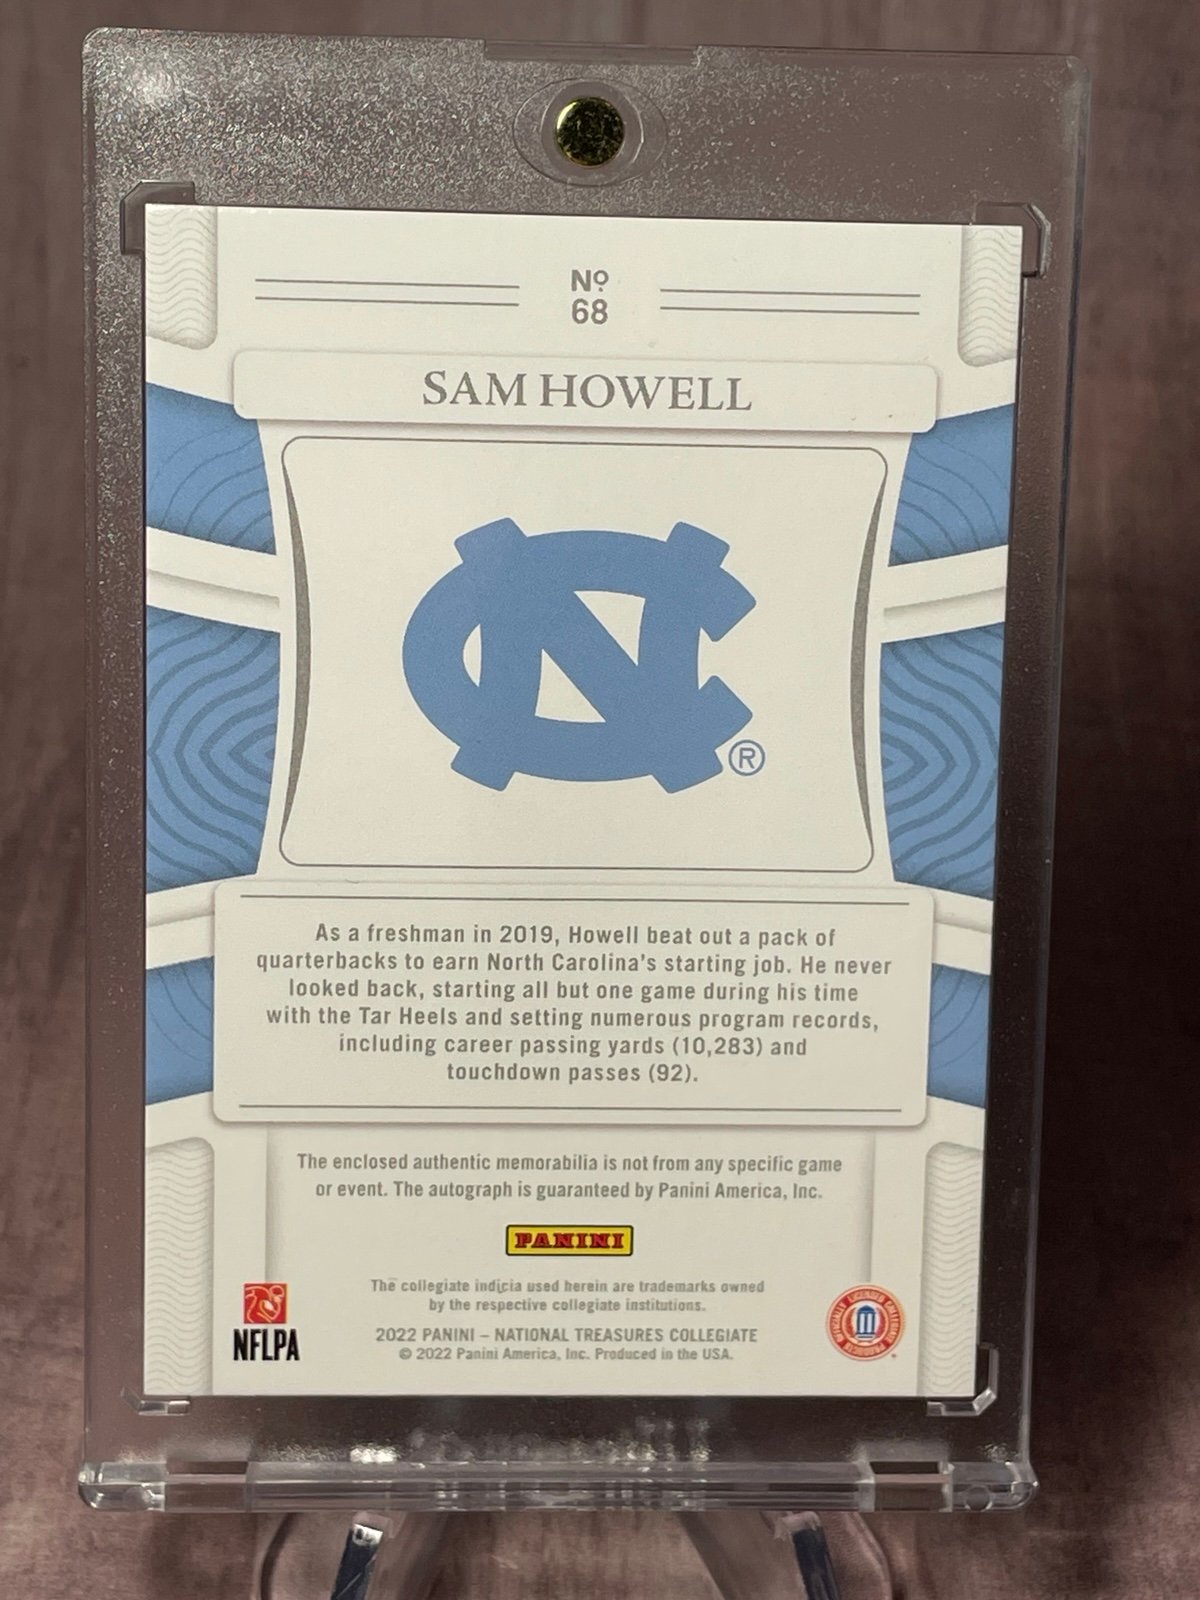 Nº
68
SAM HOWELL
NC
®
As a freshman in 2019, Howell beat out a pack of
quarterbacks to earn North Carolina's starting job. He never
looked back, starting all but one game during his time
with the Tar Heels and setting numerous program records,
including career passing yards (10,283) and
touchdown passes (92).
The enclosed authentic memorabilia is not from any specific game
or event. The autograph is guaranteed by Panini America, Inc.
PANINI
The collegiate indicia used herein are trademarks owned
by the respective collegiate institutions.
2022 PANINI – NATIONAL TREASURES COLLEGIATE
© 2022 Panini America, Inc. Produced in the USA.
NFLPA
OFFICIALLY LICENSED COLLEGIATE PRODUCTS